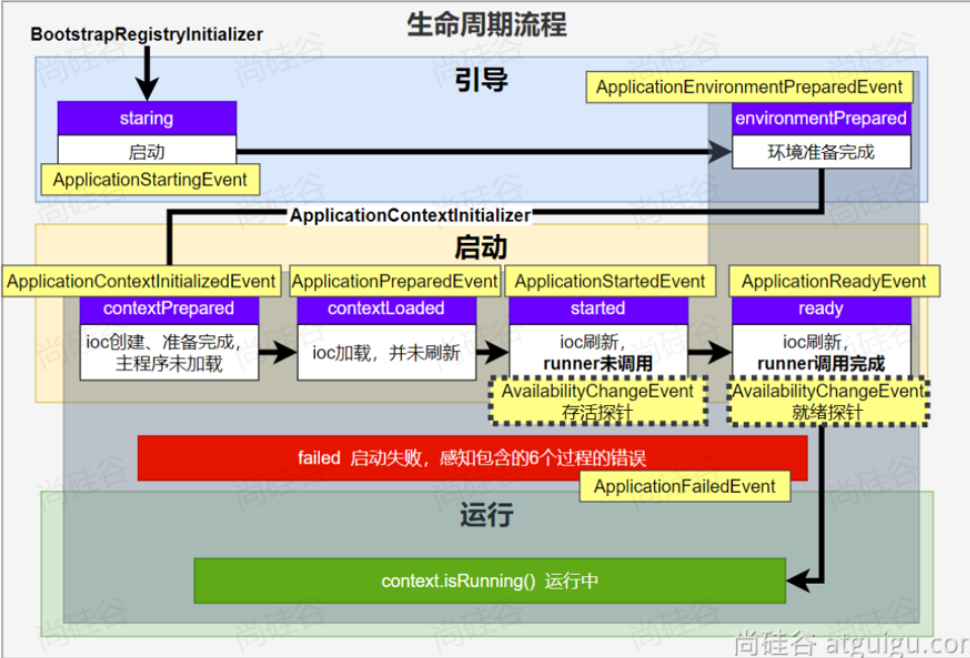 生命周期流程
BootstrapRegistryInitializer
引导
ApplicationEnvironmentPreparedEvent
staring
environmentPrepared
启动
环境准备完成
ApplicationStartingEvent
ApplicationContextInitializer
启动
ApplicationContextInitializedEvent
ApplicationPreparedEvent
ApplicationStartedEvent
ApplicationReadyEvent
contextPrepared
contextLoaded
started
ready
ioc创建、准备完成，
主程序未加载
ioc加载，并未刷新
ioc刷新，
runner未调用
ioc刷新，
runner调用完成
AvailabilityChangeEvent
存活探针
AvailabilityChangeEvent
就绪探针
failed 启动失败，感知包含的6个过程的错误
ApplicationFailedEvent
运行
context.isRunning() 运行中
尚硅谷 atguigu.com